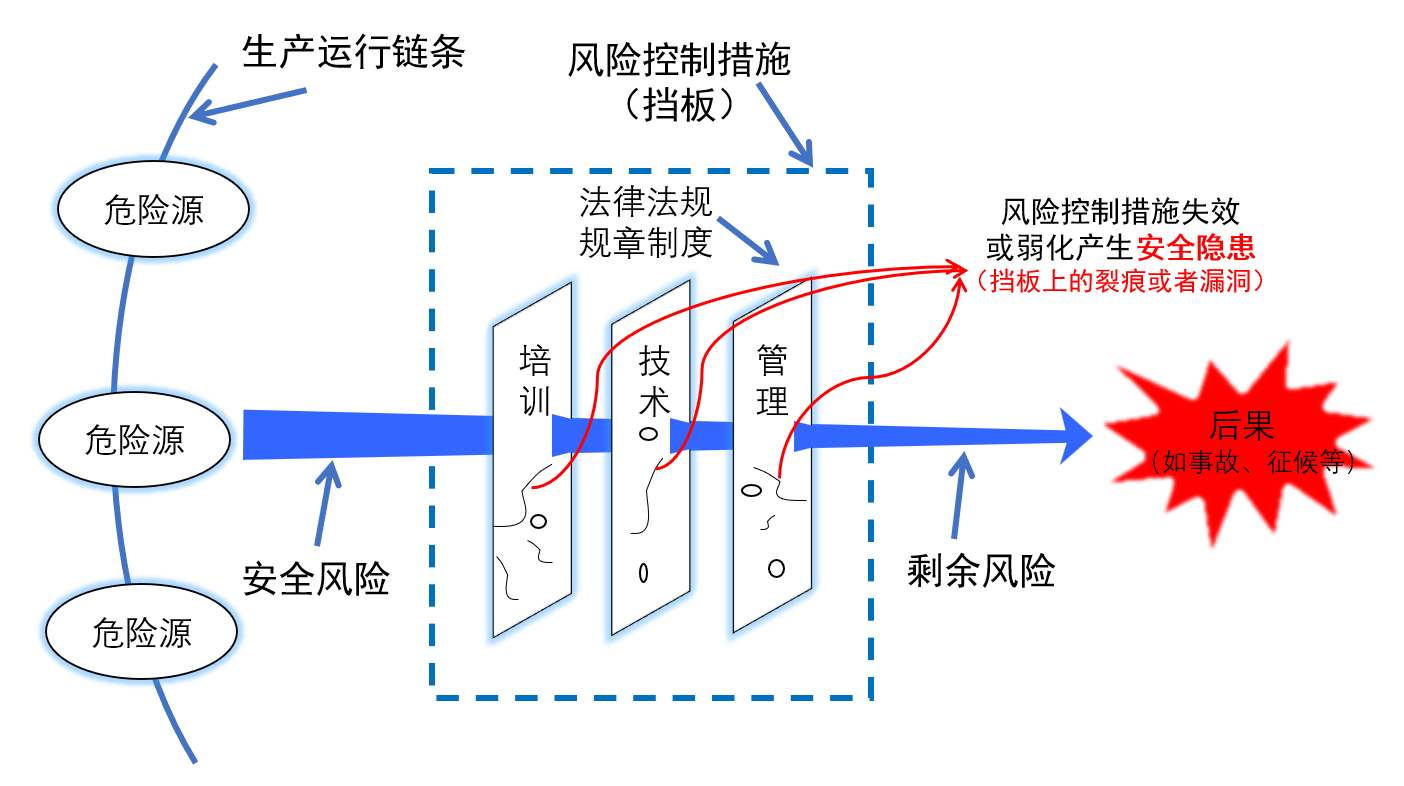 生产运行链条
风险控制措施
（挡板）
危险源
法律法规
规章制度
风险控制措施失效
或弱化产生安全隐患
（挡板上的裂痕或者漏洞）
培
训
技
术
管
理
危险源
后果
（如事故、征候等）
安全风险
剩余风险
危险源